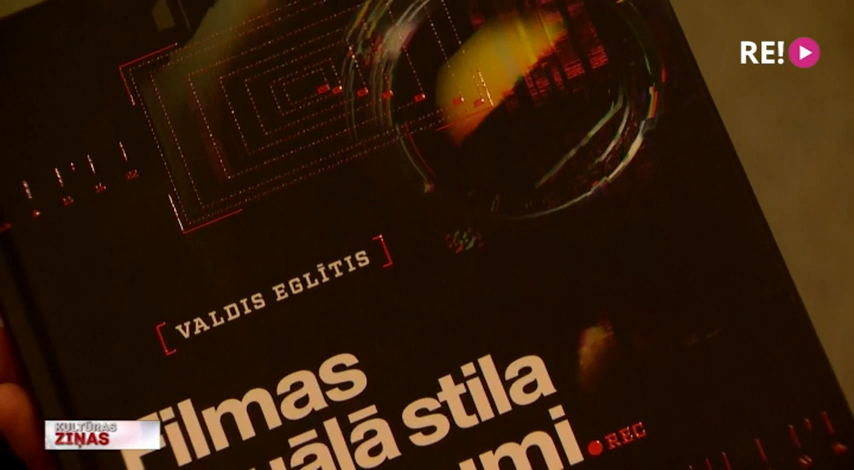 RE!
[VALDIS EGLĪTIS]
Filmas
stila
REC
KULTŪRAS
ZIŅAS